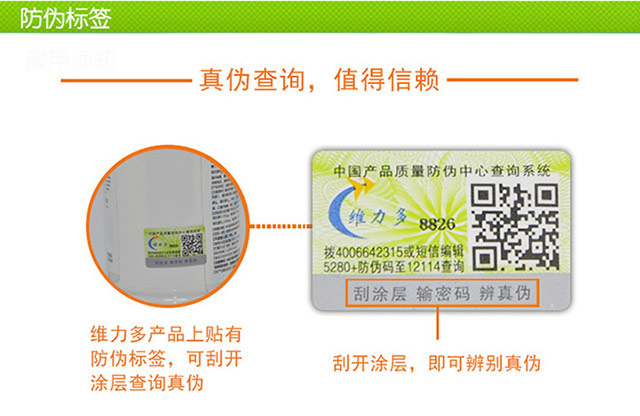 防伪标签
服用须知
真伪查询，值得信赖
中国产品质量防伪中心查询系统
维力多 8826
拨4006642315或短信编辑
5280+防伪码至12114查询
刮涂层 输密码 辨真伪
维力多
维力多产品上贴有
防伪标签，可刮开
涂层查询真伪
刮开涂层，即可辨别真伪